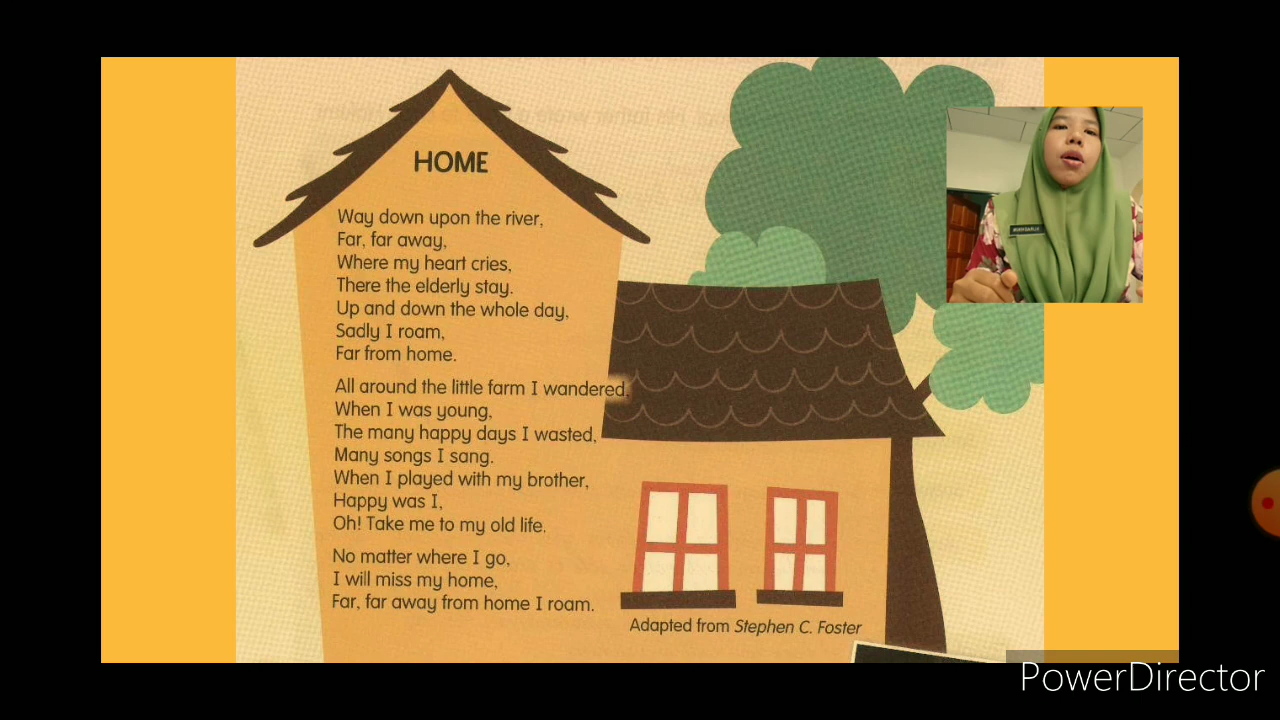 HOME
Way down upon the river,
Far, far away,
Where my heart cries,
There the elderly stay.
Up and down the whole day,
Sadly I roam,
Far from home.
All around the little farm I wandered,
When I was young,
The many happy days I wasted,
Many songs I sang.
When I played with my brother,
Happy was I,
Oh! Take me to my old life.
No matter where I go,
I will miss my home,
Far, far away from home I roam.
Adapted from Stephen C. Foster
PowerDirector